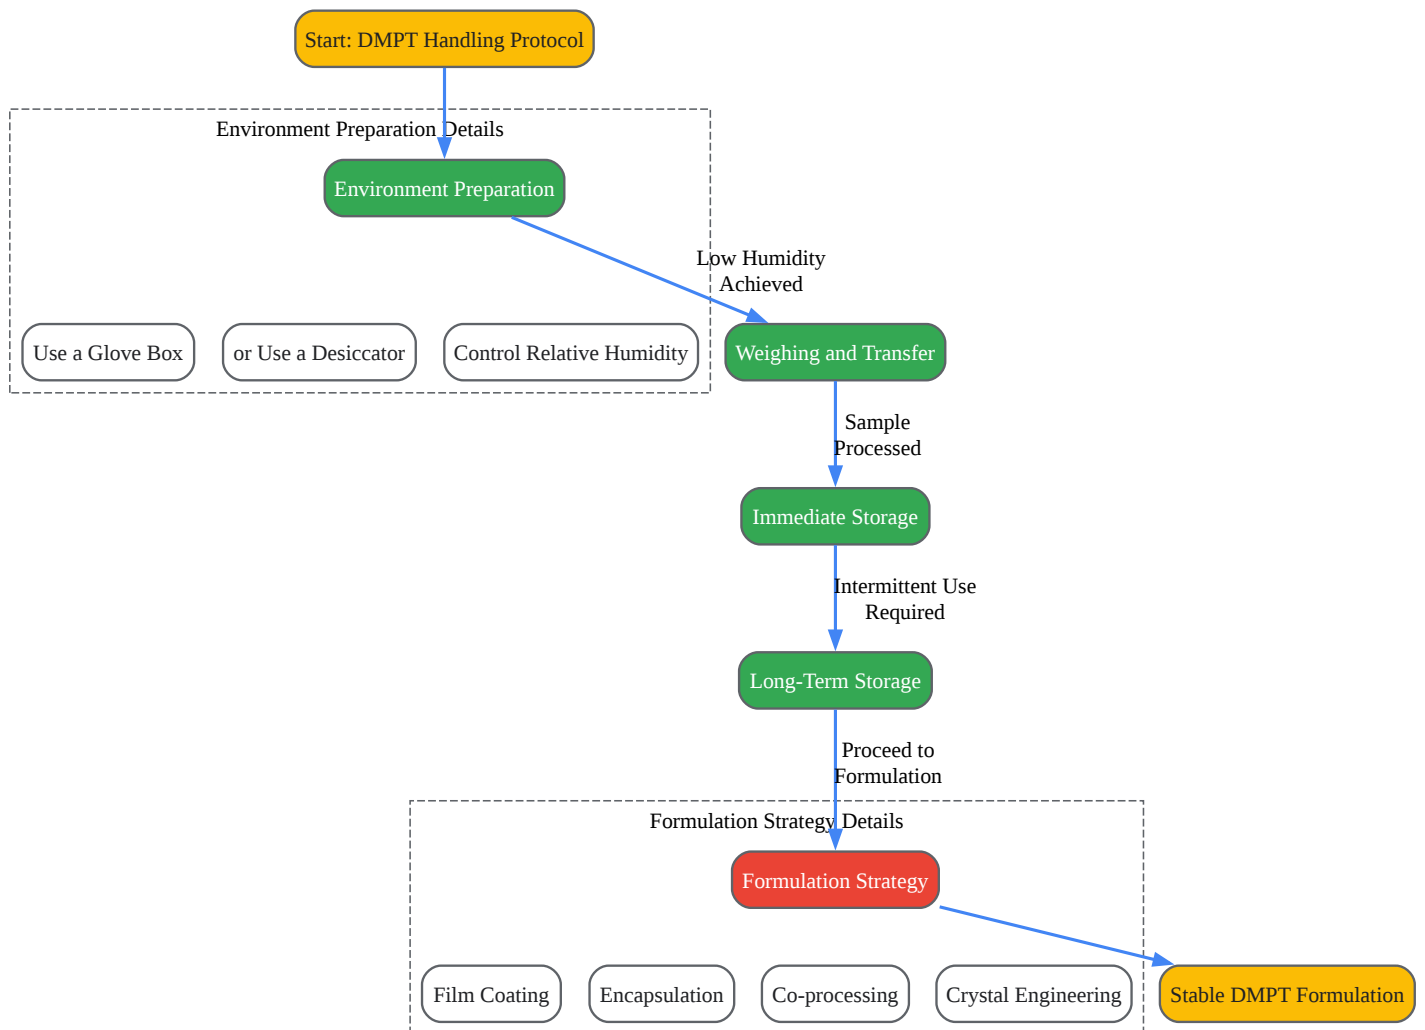 Start: DMPT Handling Protocol
Environment Preparation Details
Environment Preparation
Low Humidity
Achieved
Use a Glove Box
or Use a Desiccator
Control Relative Humidity
Weighing and Transfer
Sample
Processed
Immediate Storage
Intermittent Use
Required
Long-Term Storage
Proceed to
Formulation
Formulation Strategy Details
Formulation Strategy
Film Coating
Encapsulation
Co-processing
Crystal Engineering
Stable DMPT Formulation